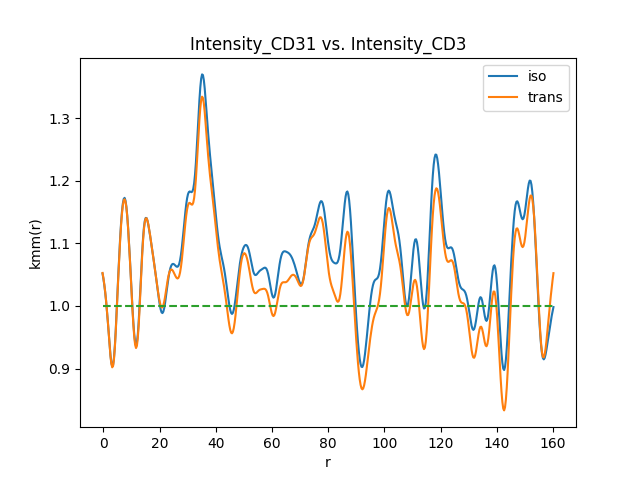 Intensity_CD31 vs. Intensity_CD3
iso
trans
kmm(r)
1.3
1.2
1.1
1.0
0.9
0 20 40 60 80 100 120 140 160
r